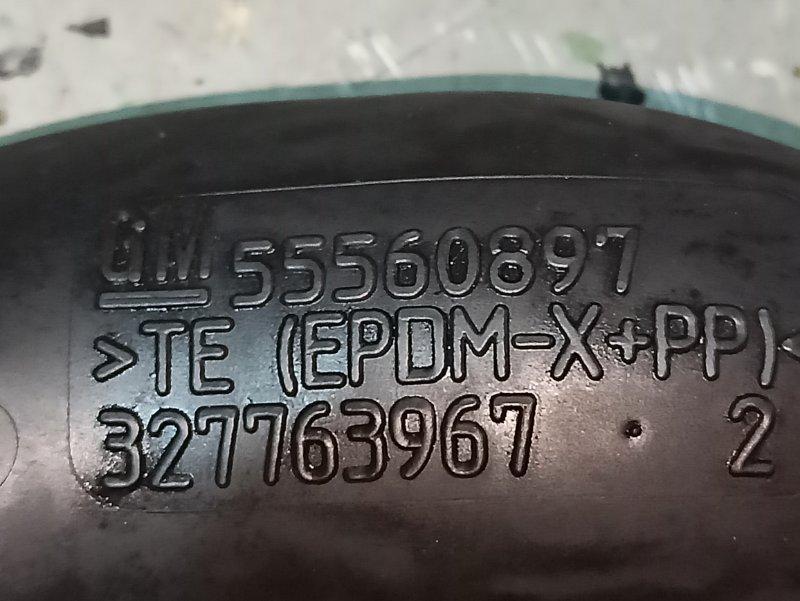 GM 55560897
>TE (EPDM-X+PP)<
327763967 . 2